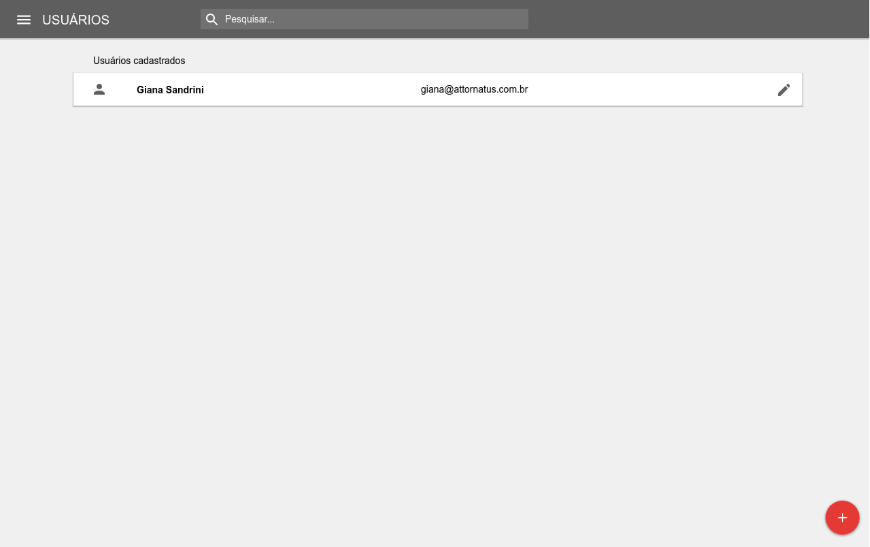 USUÁRIOS
Pesquisar...
Usuários cadastrados
Giana Sandrini
giana@attornatus.com.br